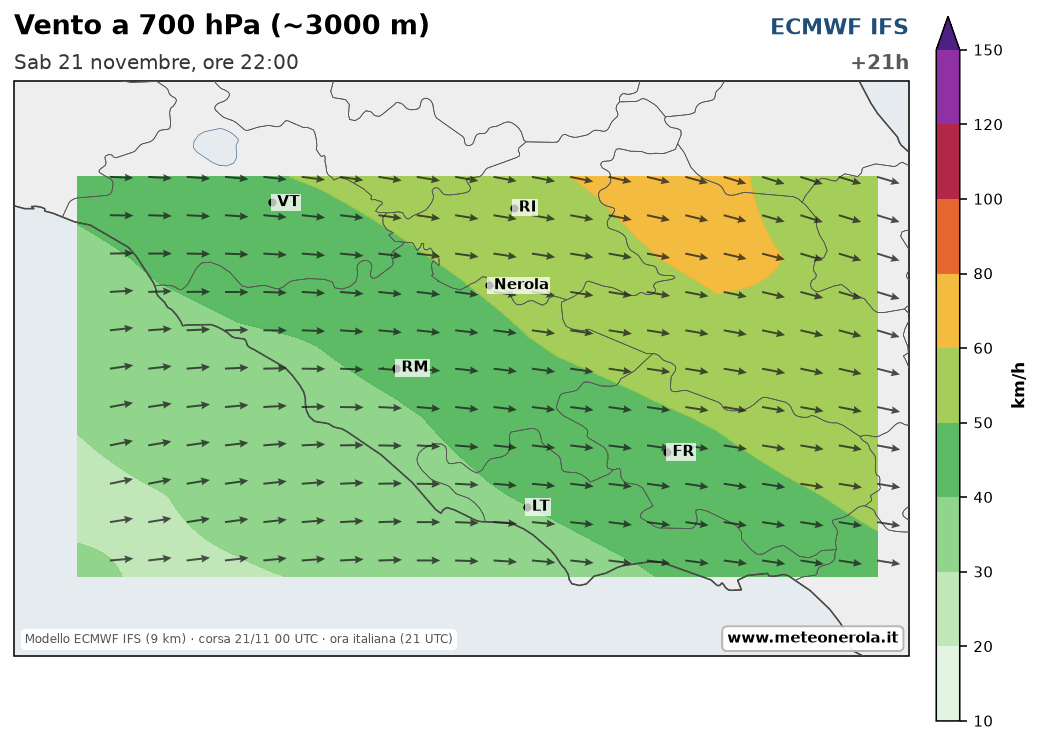 Vento a 700 hPa (~3000 m)
ECMWF IFS
Sab 21 novembre, ore 22:00
+21h
VT
RI
Nerola
RM
FR
LT
Modello ECMWF IFS (9 km) · corsa 21/11 00 UTC · ora italiana (21 UTC)
www.meteonerola.it
150
120
100
80
60
50
40
30
20
10
km/h